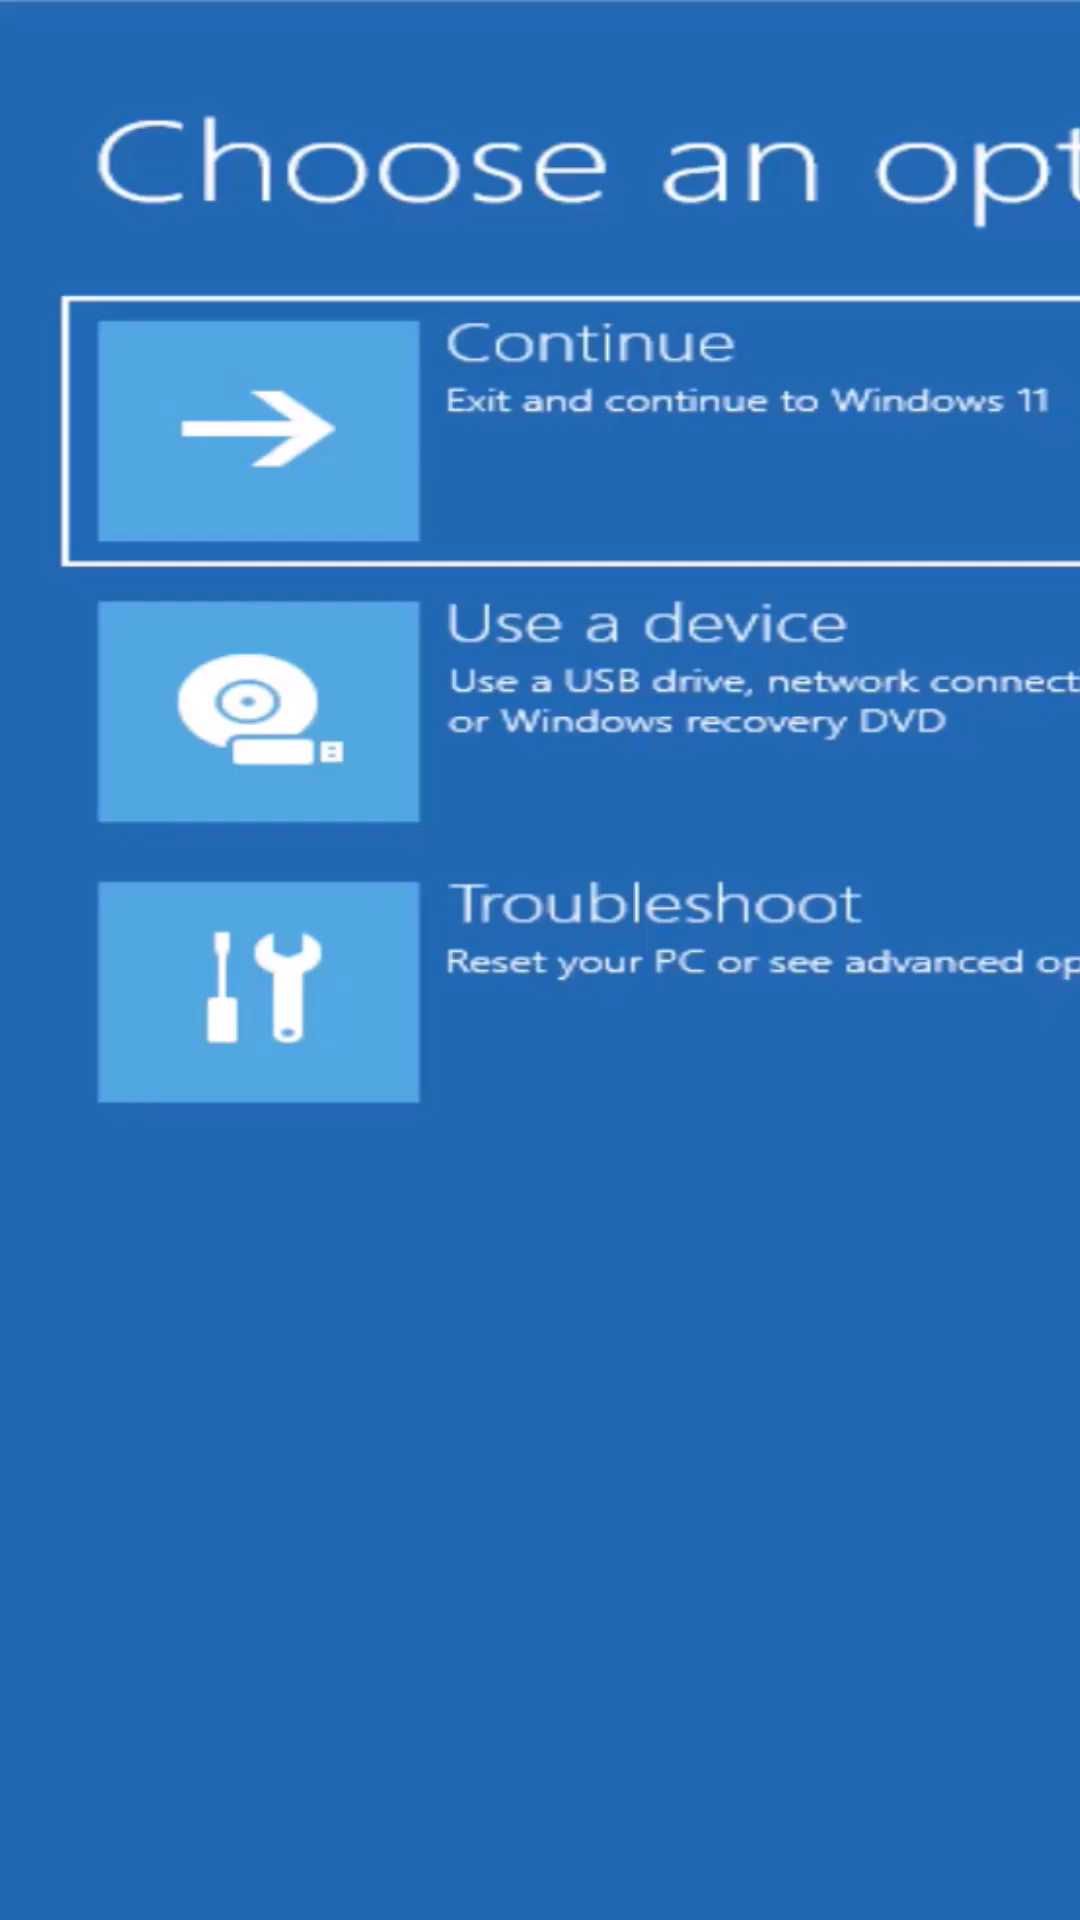 Choose an opt
Continue
Exit and continue to Windows 11
Use a device
Use a USB drive, network connect
or Windows recovery DVD
Troubleshoot
Reset your PC or see advanced op